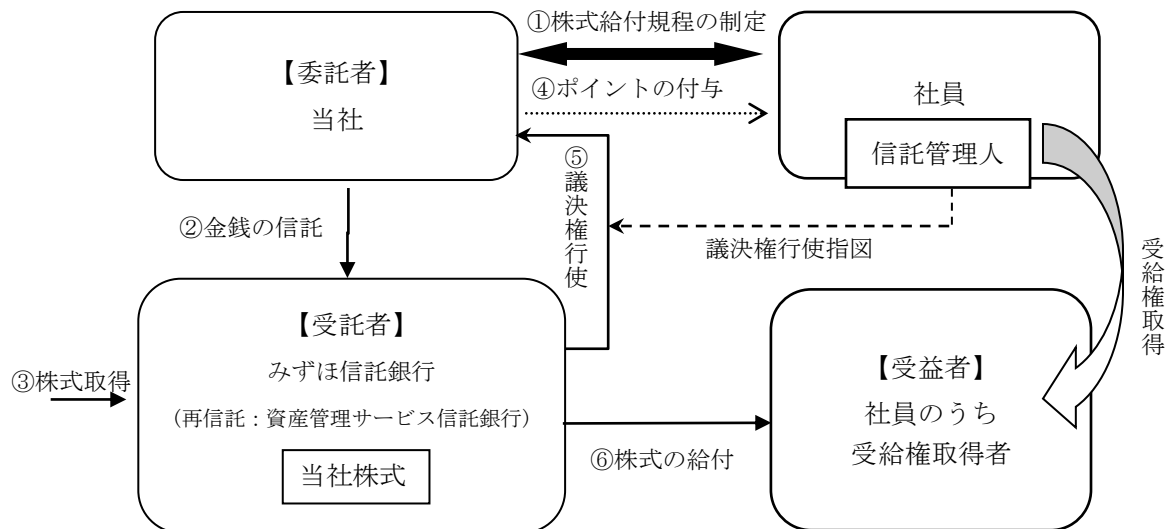 ①株式給付規程の制定
【委託者】
当社
④ポイントの付与
社員
信託管理人
⑤議決権行使
②金銭の信託
議決権行使指図
受給権取得
【受託者】
みずほ信託銀行
(再信託：資産管理サービス信託銀行)
当社株式
③株式取得
⑥株式の給付
【受益者】
社員のうち
受給権取得者